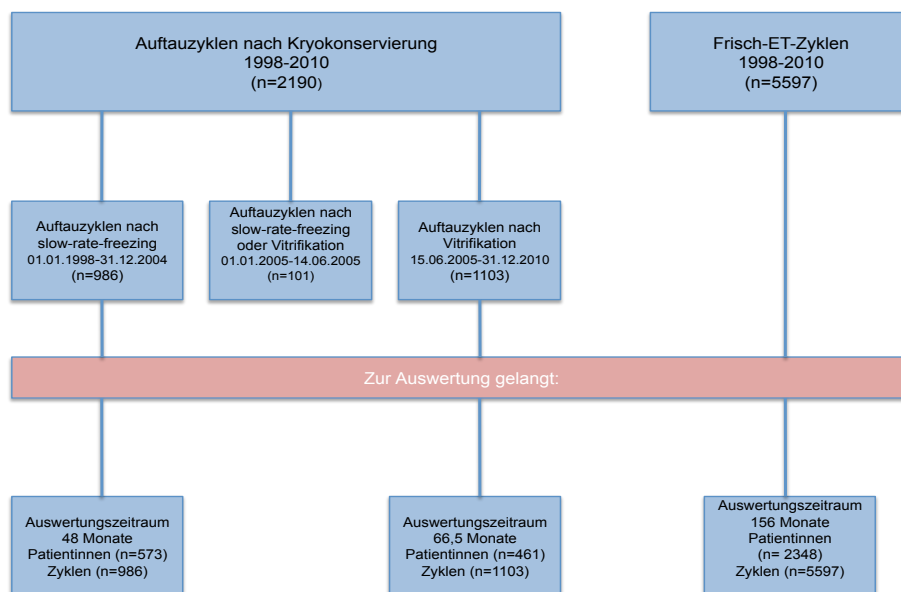 Auftauzyklen nach Kryokonservierung
1998-2010
(n=2190)
Frisch-ET-Zyklen
1998-2010
(n=5597)
Auftauzyklen nach
slow-rate-freezing
01.01.1998-31.12.2004
(n=986)
Auftauzyklen nach
slow-rate-freezing
oder Vitrifikation
01.01.2005-14.06.2005
(n=101)
Auftauzyklen nach
Vitrifikation
15.06.2005-31.12.2010
(n=1103)
Zur Auswertung gelangt:
Auswertungszeitraum
48 Monate
Patientinnen (n=573)
Zyklen (n=986)
Auswertungszeitraum
66,5 Monate
Patientinnen (n=461)
Zyklen (n=1103)
Auswertungszeitraum
156 Monate
Patientinnen
(n= 2348)
Zyklen (n=5597)